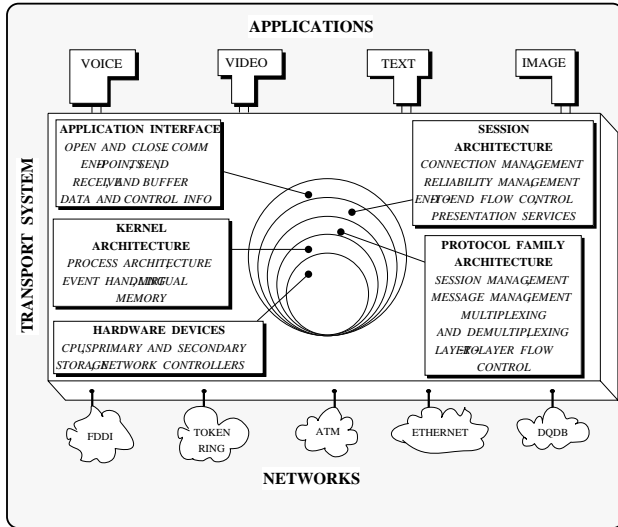 APPLICATIONS
VOICE
VIDEO
TEXT
IMAGE
TRANSPORT SYSTEM
APPLICATION INTERFACE
OPEN AND CLOSE COMM
ENDPOINTS, SEND
RECEIVE, AND BUFFER
DATA AND CONTROL INFO
SESSION
ARCHITECTURE
CONNECTION MANAGEMENT,
RELIABILITY MANAGEMENT,
END-TO-END FLOW CONTROL,
PRESENTATION SERVICES
KERNEL
ARCHITECTURE
PROCESS ARCHITECTURE,
EVENT HANDLING, VIRTUAL
MEMORY
PROTOCOL FAMILY
ARCHITECTURE
SESSION MANAGEMENT,
MESSAGE MANAGEMENT,
MULTIPLEXING
AND DEMULTIPLEXING,
LAYER-TO-LAYER FLOW
CONTROL
HARDWARE DEVICES
CPUS, PRIMARY AND SECONDARY
STORAGE, NETWORK CONTROLLERS
FDDI
TOKEN
RING
ATM
ETHERNET
DQDB
NETWORKS